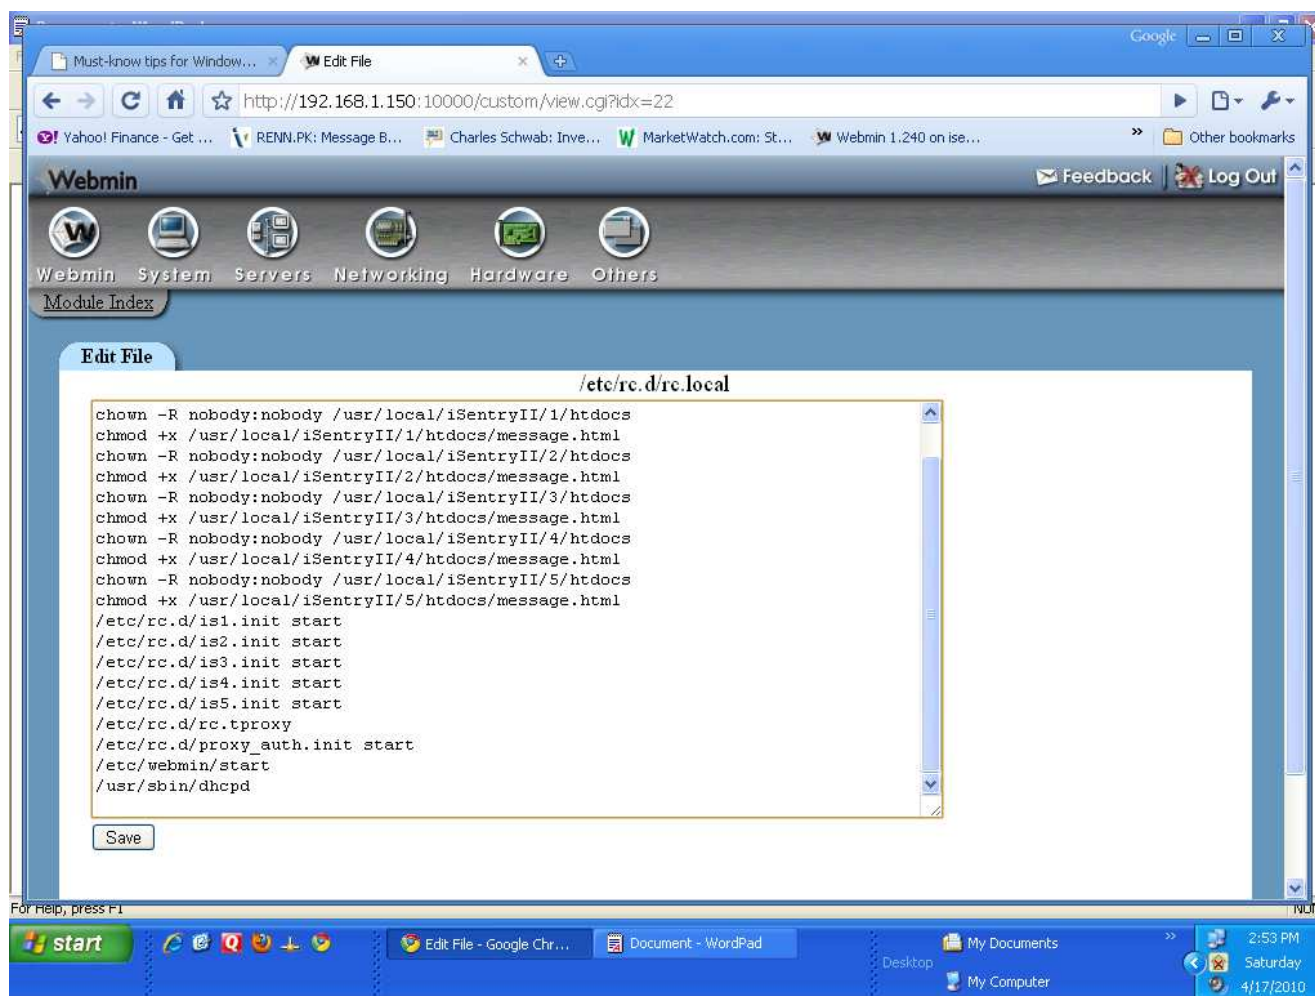 Google
Must-know tips for Window...
Edit File
http://192.168.1.150:10000/custom/view.cgi?idx=22
Yahoo! Finance - Get ... RENN.PK: Message B... Charles Schwab: Inve... MarketWatch.com: St... Webmin 1.240 on ise... » Other bookmarks
Webmin
Feedback Log Out
Webmin System Servers Networking Hardware Others
Module Index
Edit File
/etc/rc.d/rc.local
chown -R nobody:nobody /usr/local/iSentryII/1/htdocs
chmod +x /usr/local/iSentryII/1/htdocs/message.html
chown -R nobody:nobody /usr/local/iSentryII/2/htdocs
chmod +x /usr/local/iSentryII/2/htdocs/message.html
chown -R nobody:nobody /usr/local/iSentryII/3/htdocs
chmod +x /usr/local/iSentryII/3/htdocs/message.html
chown -R nobody:nobody /usr/local/iSentryII/4/htdocs
chmod +x /usr/local/iSentryII/4/htdocs/message.html
chown -R nobody:nobody /usr/local/iSentryII/5/htdocs
chmod +x /usr/local/iSentryII/5/htdocs/message.html
/etc/rc.d/is1.init start
/etc/rc.d/is2.init start
/etc/rc.d/is3.init start
/etc/rc.d/is4.init start
/etc/rc.d/is5.init start
/etc/rc.d/rc.tproxy
/etc/rc.d/proxy_auth.init start
/etc/webmin/start
/usr/sbin/dhcpd
Save
For Help, press F1
start
Edit File - Google Chr...
Document - WordPad
Desktop
My Documents
My Computer
»
2:53 PM
Saturday
4/17/2010